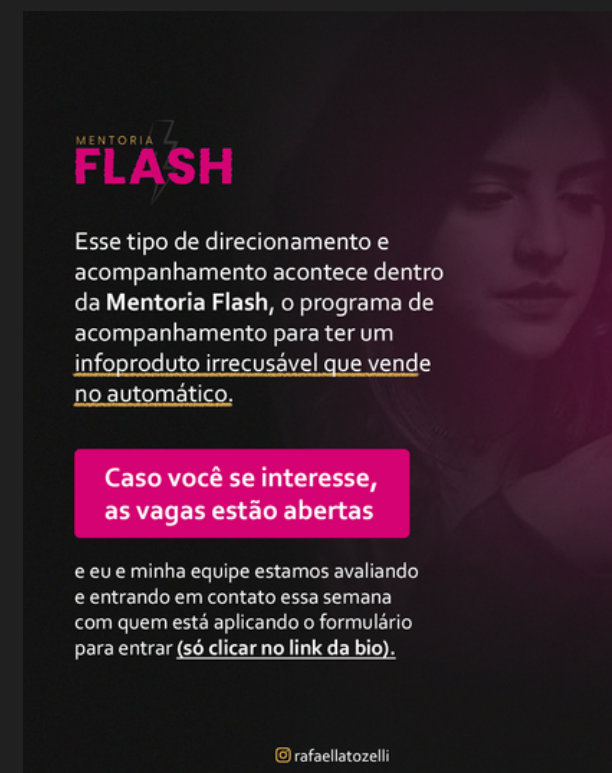 MENTORIA
FLASH
Esse tipo de direcionamento e
acompanhamento acontece dentro
da Mentoria Flash, o programa de
acompanhamento para ter um
infoproduto irrecusável que vende
no automático.
Caso você se interesse,
as vagas estão abertas
e eu e minha equipe estamos avaliando
e entrando em contato essa semana
com quem está aplicando o formulário
para entrar (só clicar no link da bio).
rafaellatozelli